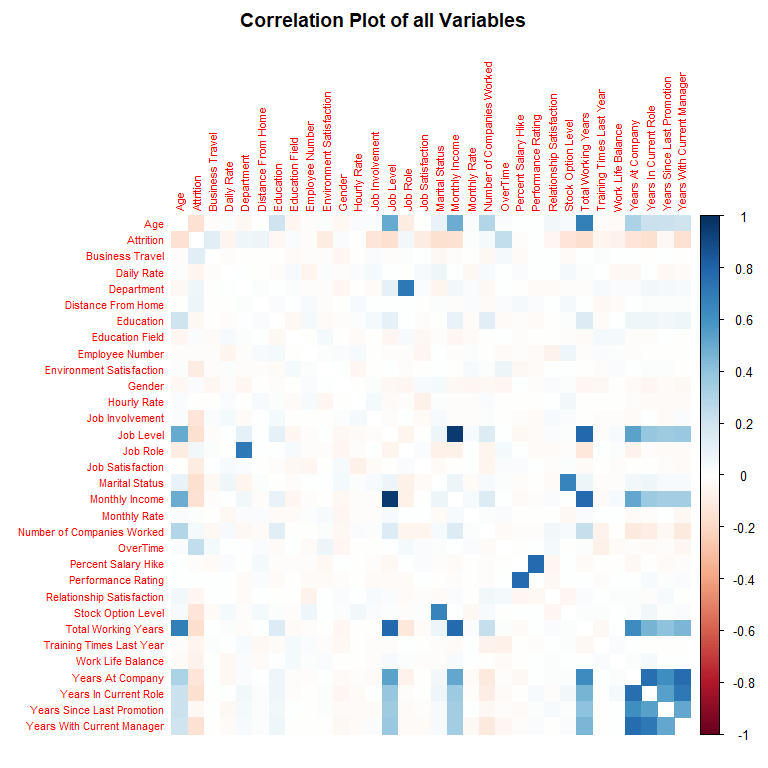 Correlation Plot of all Variables
Age
Attrition
Business Travel
Daily Rate
Department
Distance From Home
Education
Education Field
Employee Number
Environment Satisfaction
Gender
Hourly Rate
Job Involvement
Job Level
Job Role
Job Satisfaction
Marital Status
Monthly Income
Monthly Rate
Number of Companies Worked
OverTime
Percent Salary Hike
Performance Rating
Relationship Satisfaction
Stock Option Level
Total Working Years
Training Times Last Year
Work Life Balance
Years At Company
Years In Current Role
Years Since Last Promotion
Years With Current Manager
Age
Attrition
Business Travel
Daily Rate
Department
Distance From Home
Education
Education Field
Employee Number
Environment Satisfaction
Gender
Hourly Rate
Job Involvement
Job Level
Job Role
Job Satisfaction
Marital Status
Monthly Income
Monthly Rate
Number of Companies Worked
OverTime
Percent Salary Hike
Performance Rating
Relationship Satisfaction
Stock Option Level
Total Working Years
Training Times Last Year
Work Life Balance
Years At Company
Years In Current Role
Years Since Last Promotion
Years With Current Manager
1
0.8
0.6
0.4
0.2
0
-0.2
-0.4
-0.6
-0.8
-1